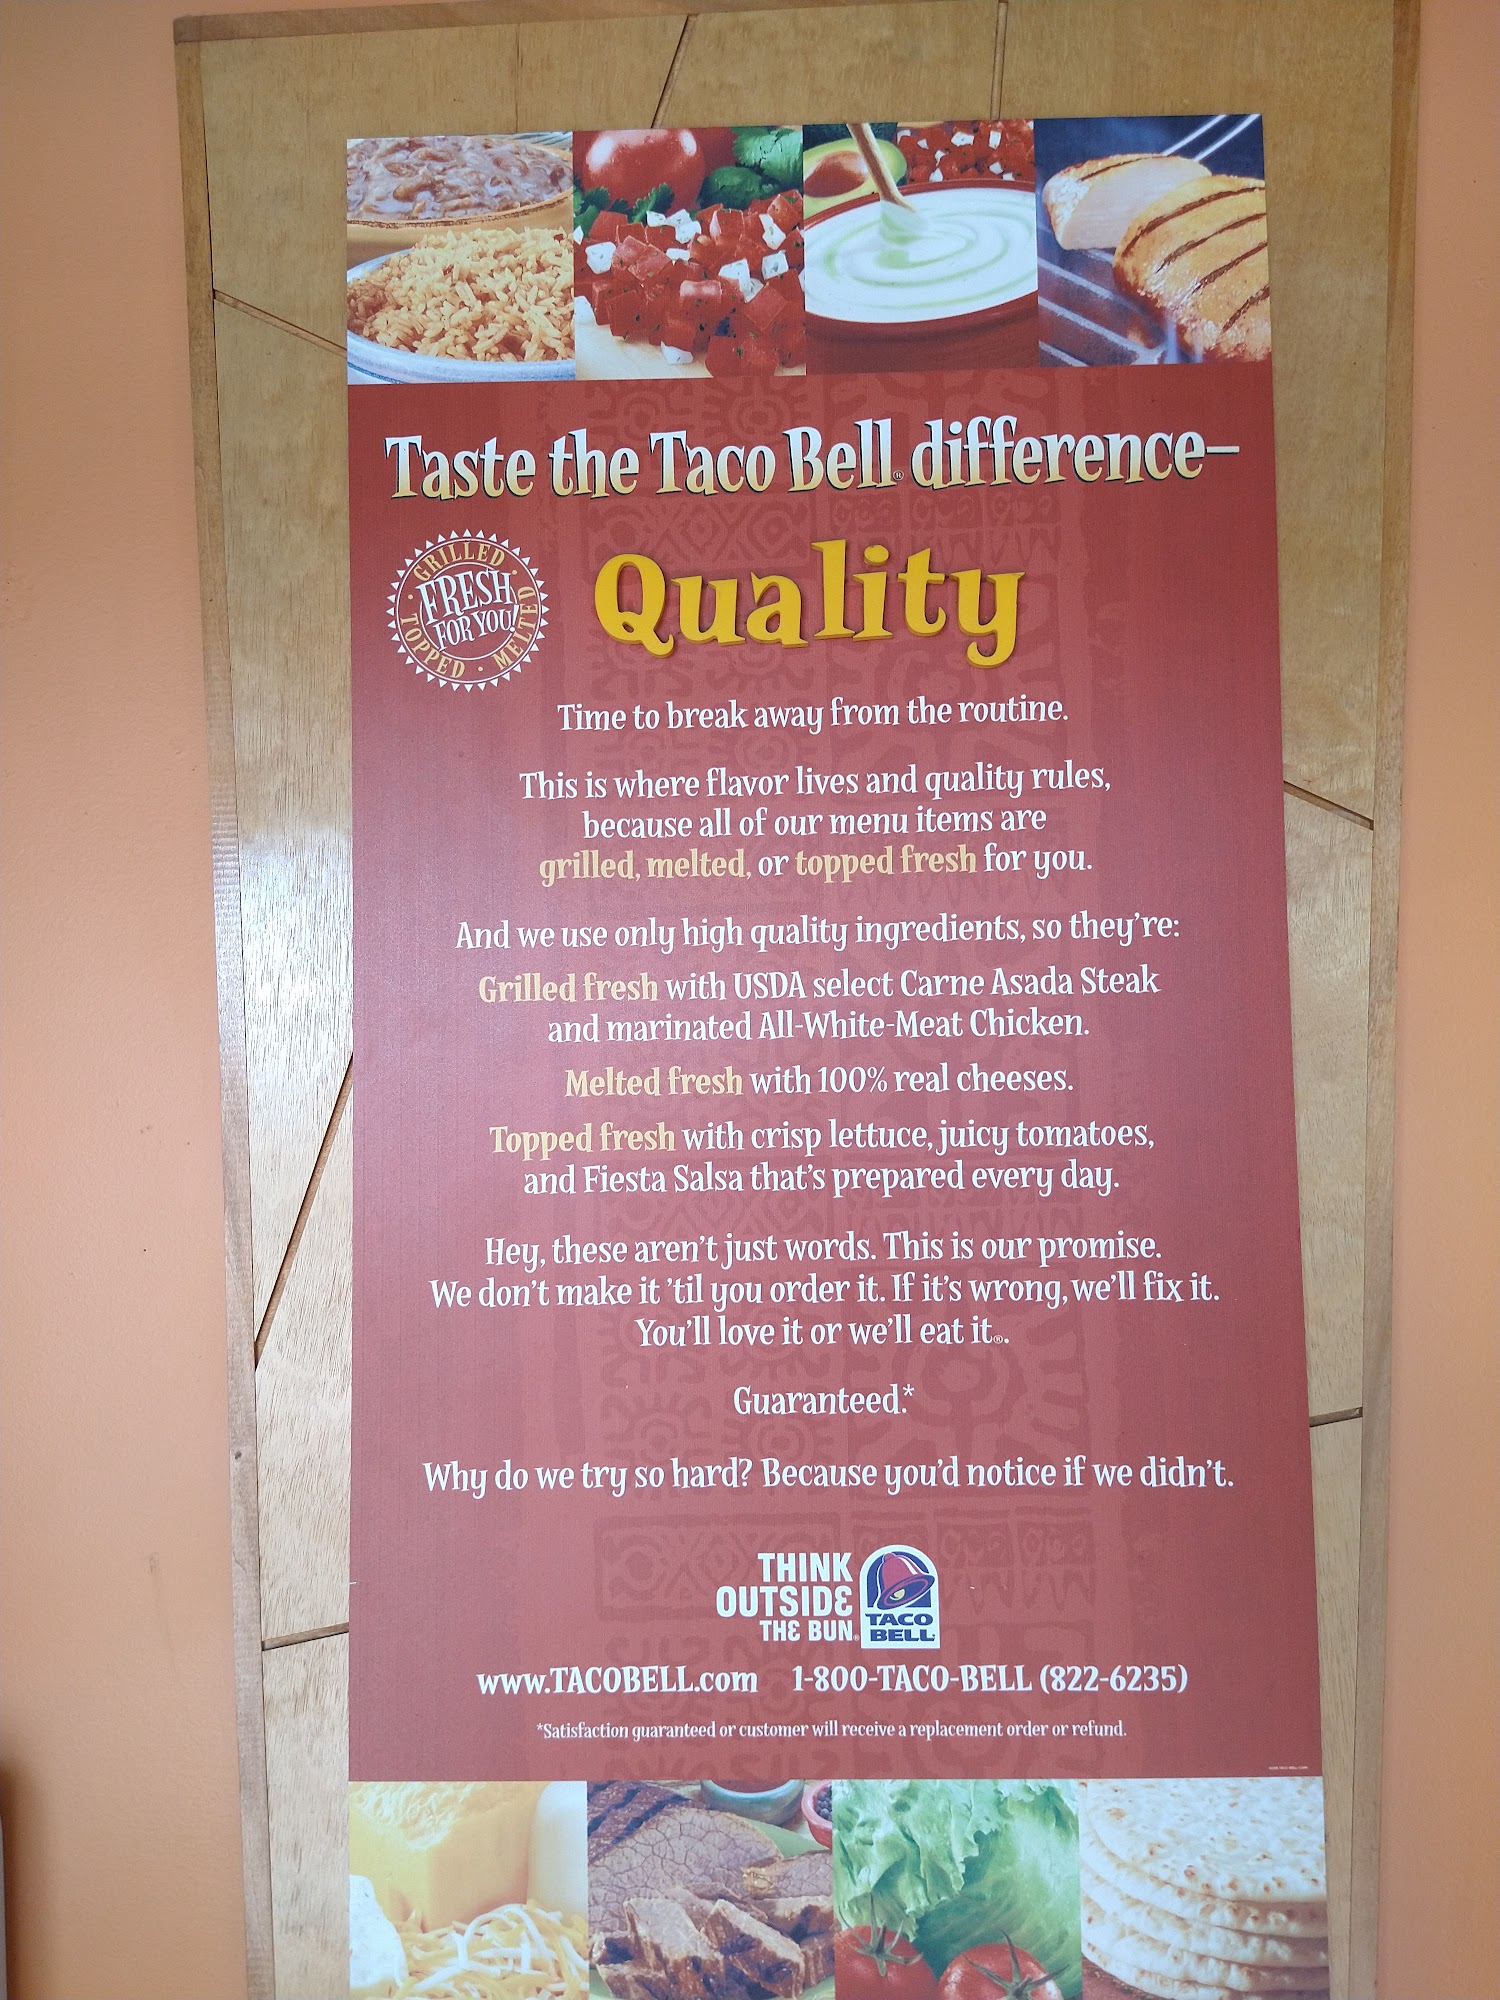 Taste the Taco Bell® difference–
GRILLED · FRESH FOR YOU! · TOPPED · MELTED
Quality
Time to break away from the routine.
This is where flavor lives and quality rules,
because all of our menu items are
grilled, melted, or topped fresh for you.
And we use only high quality ingredients, so they're:
Grilled fresh with USDA select Carne Asada Steak
and marinated All-White-Meat Chicken.
Melted fresh with 100% real cheeses.
Topped fresh with crisp lettuce, juicy tomatoes,
and Fiesta Salsa that's prepared every day.
Hey, these aren't just words. This is our promise.
We don't make it 'til you order it. If it's wrong, we'll fix it.
You'll love it or we'll eat it®.
Guaranteed.*
Why do we try so hard? Because you'd notice if we didn't.
THINK
OUTSIDE
THE BUN®
TACO
BELL®
www.TACOBELL.com 1-800-TACO-BELL (822-6235)
*Satisfaction guaranteed or customer will receive a replacement order or refund.